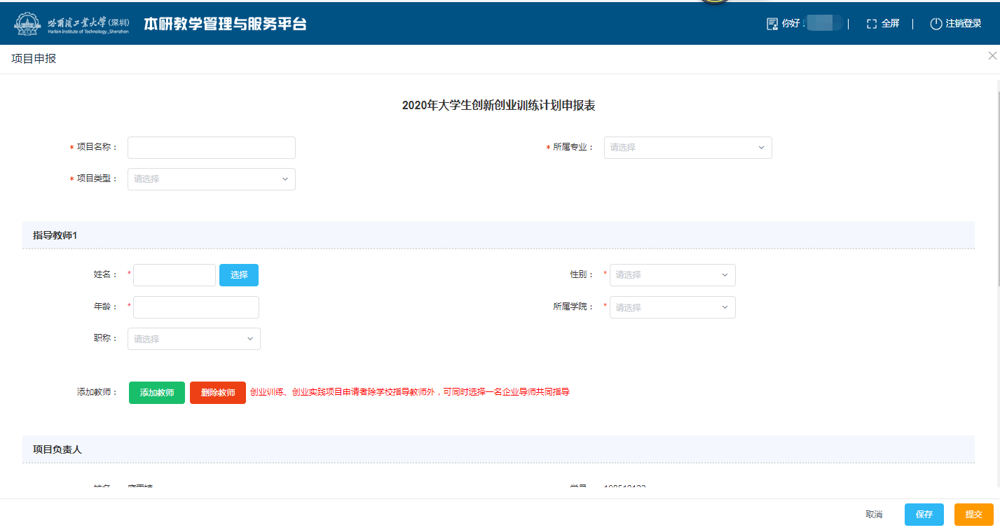 哈尔滨工业大学(深圳)
Harbin Institute of Technology, Shenzhen
本研教学管理与服务平台
你好! | 全屏 | 注销登录
项目申报
2020年大学生创新创业训练计划申报表
* 项目名称： * 所属专业： 请选择
* 项目类型： 请选择
指导教师1
姓名： * 选择 性别： * 请选择
年龄： * 所属学院： * 请选择
职称： 请选择
添加教师： 添加教师 删除教师 创业训练、创业实践项目申请者除学校指导教师外，可同时选择一名企业导师共同指导
项目负责人
姓名 学号
取消 保存 提交